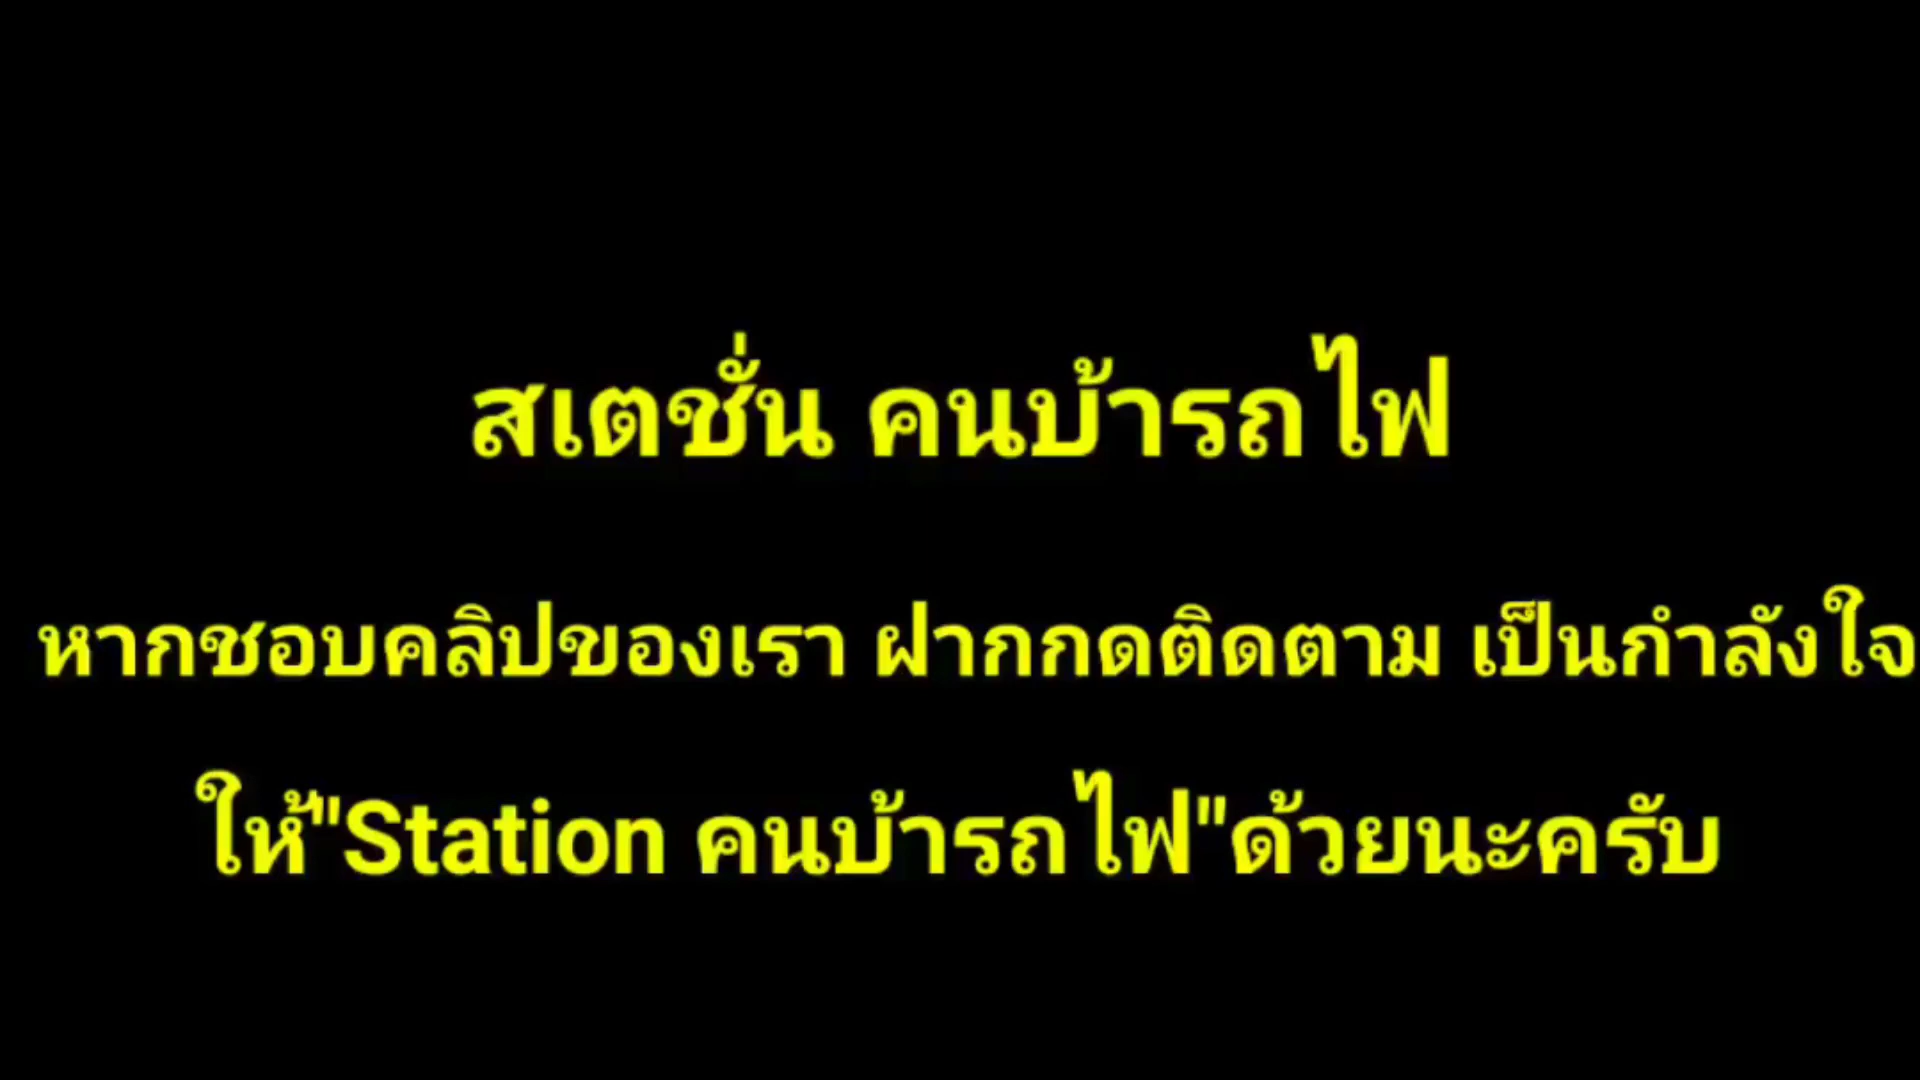 สเตชั่น คนบ้ารถไฟ
หากชอบคลิปของเรา ฝากกดติดตาม เป็นกำลังใจ
ให้"Station คนบ้ารถไฟ"ด้วยนะครับ